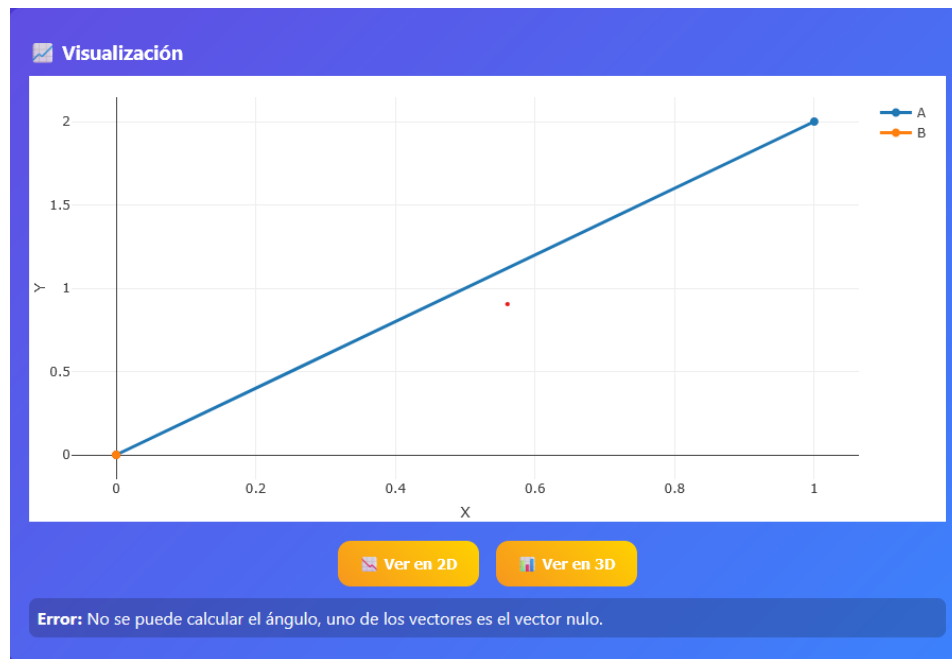 📈 Visualización
A
B
2
1.5
Y
1
0.5
0
0
0.2
0.4
0.6
0.8
1
X
📉 Ver en 2D
📊 Ver en 3D
Error: No se puede calcular el ángulo, uno de los vectores es el vector nulo.